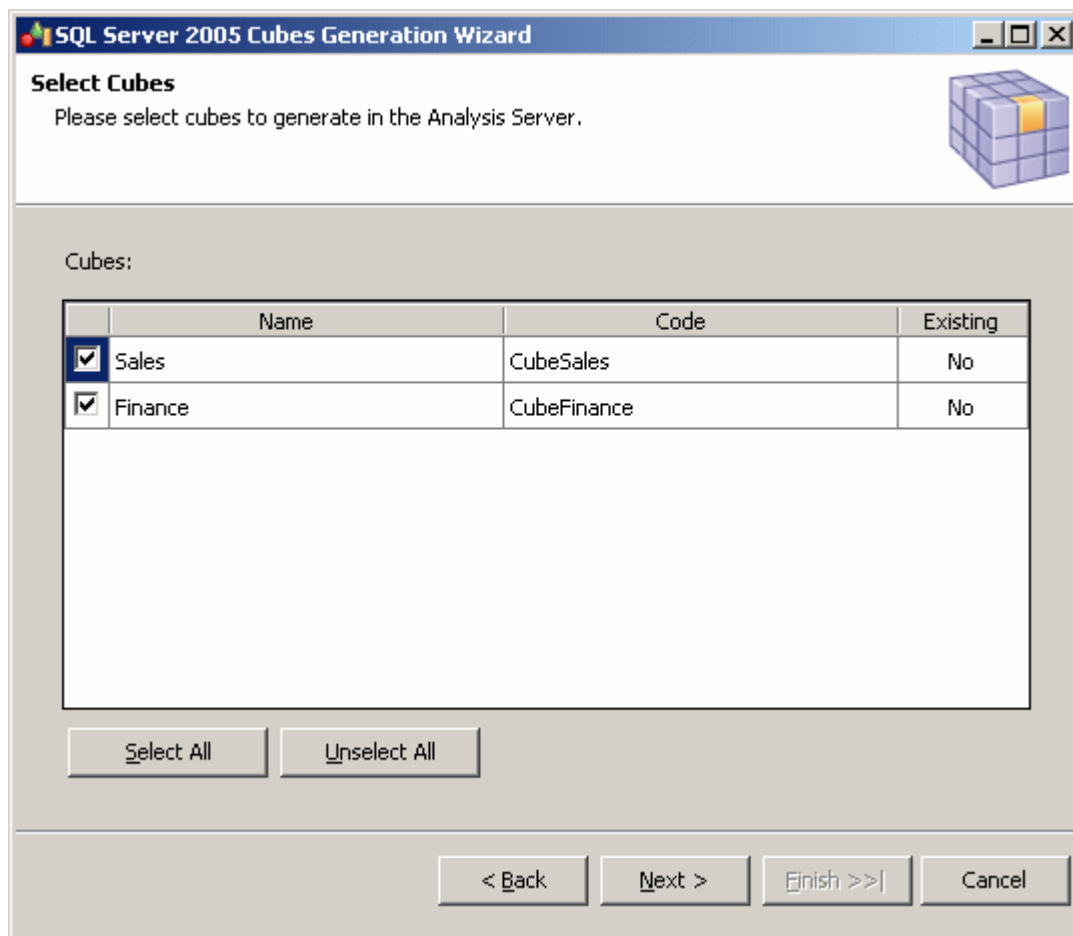 SQL Server 2005 Cubes Generation Wizard
Select Cubes
Please select cubes to generate in the Analysis Server.
Cubes:
Name Code Existing
Sales CubeSales No
Finance CubeFinance No
Select All Unselect All
< Back Next > Finish >>| Cancel